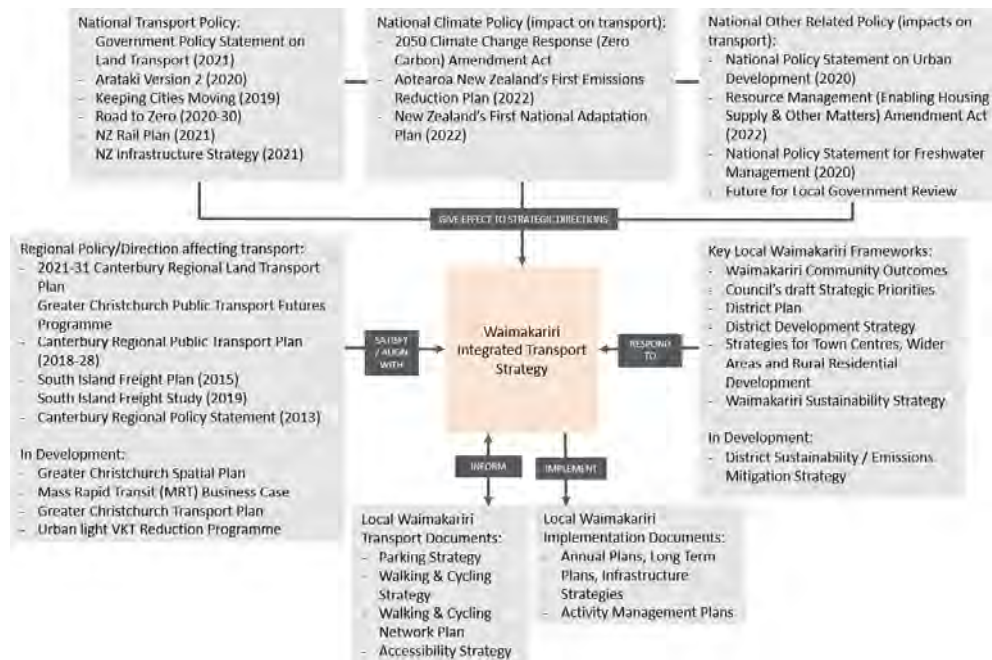 National Transport Policy:
Government Policy Statement on
Land Transport (2021)
- Arataki Version 2 (2020)
- Keeping Cities Moving (2019)
- Road to Zero (2020-30)
- NZ Rail Plan (2021)
NZ Infrastructure Strategy (2021)
National Climate Policy (impact on transport):
- 2050 Climate Change Response (Zero
Carbon) Amendment Act
- Aotearoa New Zealand's First Emissions
Reduction Plan (2022)
- New Zealand's First National Adaptation
Plan (2022)
National Other Related Policy (impacts on
transport):
- National Policy Statement on Urban
Development (2020)
- Resource Management (Enabling Housing
Supply & Other Matters) Amendment Act
(2022)
- National Policy Statement for Freshwater
Management (2020)
- Future for Local Government Review
GIVE EFFECT TO STRATEGIC DIRECTIONS
Regional Policy/Direction affecting transport:
- 2021-31 Canterbury Regional Land Transport
Plan
Greater Christchurch Public Transport Futures
Programme
- Canterbury Regional Public Transport Plan
(2018-28)
- South Island Freight Plan (2015)
South Island Freight Study (2019)
- Canterbury Regional Policy Statement (2013)
In Development:
- Greater Christchurch Spatial Plan
- Mass Rapid Transit (MRT) Business Case
- Greater Christchurch Transport Plan
- Urban light VKT Reduction Programme
SATISFY
/ ALIGN
WITH
Waimakariri
Integrated Transport
Strategy
RESPOND
TO
Key Local Waimakariri Frameworks:
- Waimakariri Community Outcomes
- Council's draft Strategic Priorities
- District Plan
- District Development Strategy
- Strategies for Town Centres, Wider
Areas and Rural Residential
Development
- Waimakariri Sustainability Strategy
In Development:
- District Sustainability / Emissions
Mitigation Strategy
INFORM
IMPLEMENT
Local Waimakariri
Transport Documents:
- Parking Strategy
- Walking & Cycling
Strategy
- Walking & Cycling
Network Plan
- Accessibility Strategy
Local Waimakariri
Implementation Documents:
- Annual Plans, Long Term
Plans, Infrastructure
Strategies
- Activity Management Plans